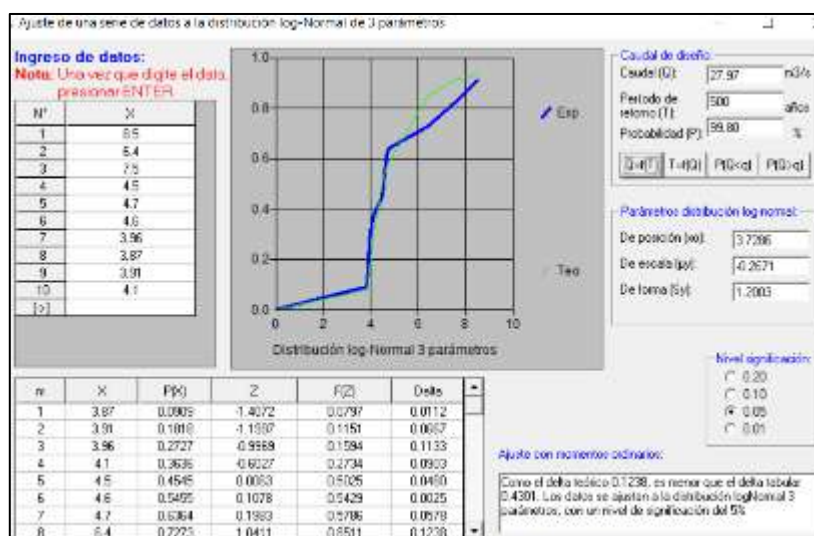 Ajuste de una serie de datos a la distribución log-Normal de 3 parámetros
Ingreso de datos:
Nota: Una vez que digite el dato,
presionar ENTER
N° X
1 8.5
2 6.4
3 7.5
4 4.5
5 4.7
6 4.6
7 3.96
8 3.87
9 3.91
10 4.1
1.0
0.8
0.6
0.4
0.2
0.0
0 2 4 6 8 10
Exp
Teo
Distribución log-Normal 3 parámetros
Caudal de diseño:
Caudal (Q): 27.97 m3/s
Período de
retorno (T): 500 años
Probabilidad (P): 99.80 %
Q=f(T) T=f(Q) P(Q<q) P(Q>q)
Parámetros distribución log normal:
De posición (xo): 3.7286
De escala (μy): -0.2671
De forma (Sy): 1.2003
Nivel significación:
0.20
0.10
0.05
0.01
m X P(X) Z F(Z) Delta
1 3.87 0.0909 -1.4072 0.0797 0.0112
2 3.91 0.1818 0.1151 0.0667
3 3.96 0.2727 -0.9969 0.1594 0.1133
4 4.1 0.3636 -0.6027 0.2734 0.0903
5 4.5 0.4545 0.0063 0.5025 0.0480
6 4.6 0.5455 0.1078 0.5429 0.0025
7 4.7 0.6364 0.1983 0.5786 0.0578
8 6.4 0.7273 1.0411 0.8511 0.1238
Ajuste con momentos ordinarios:
Como el delta teórico 0.1238, es menor que el delta tabular
0.4301. Los datos se ajustan a la distribución logNormal 3
parámetros, con un nivel de significación del 5%